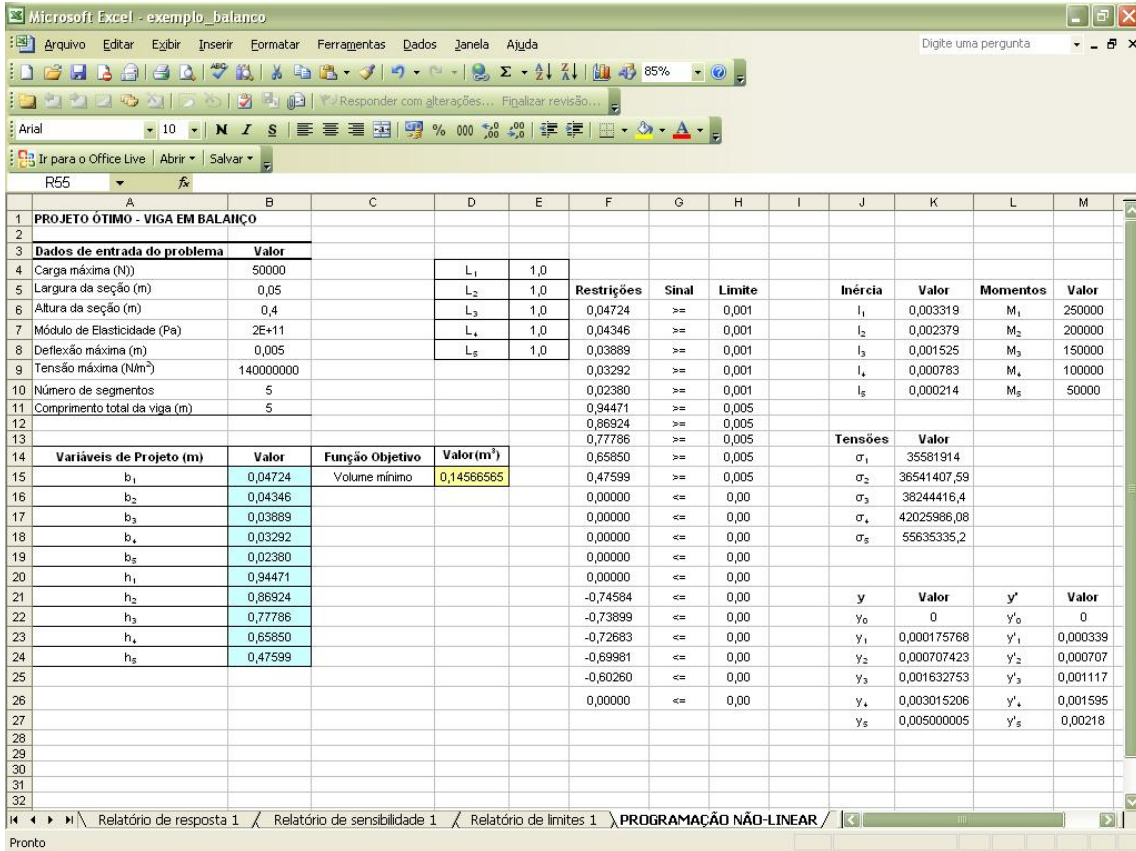 Microsoft Excel - exemplo_balanco
Arquivo Editar Exibir Inserir Formatar Ferramentas Dados Janela Ajuda Digite uma pergunta
85%
Responder com alterações... Finalizar revisão...
Arial 10 N I S % 000
Ir para o Office Live Abrir Salvar
R55 fx
A B C D E F G H I J K L M
1 PROJETO ÓTIMO - VIGA EM BALANÇO
2
3 Dados de entrada do problema Valor
4 Carga máxima (N)) 50000 L₁ 1,0
5 Largura da seção (m) 0,05 L₂ 1,0 Restrições Sinal Limite Inércia Valor Momentos Valor
6 Altura da seção (m) 0,4 L₃ 1,0 0,04724 >= 0,001 I₁ 0,003319 M₁ 250000
7 Módulo de Elasticidade (Pa) 2E+11 L₄ 1,0 0,04346 >= 0,001 I₂ 0,002379 M₂ 200000
8 Deflexão máxima (m) 0,005 L₅ 1,0 0,03889 >= 0,001 I₃ 0,001525 M₃ 150000
9 Tensão máxima (N/m²) 140000000 0,03292 >= 0,001 I₄ 0,000783 M₄ 100000
10 Número de segmentos 5 0,02380 >= 0,001 I₅ 0,000214 M₅ 50000
11 Comprimento total da viga (m) 5 0,94471 >= 0,005
12 0,86924 >= 0,005
13 0,77786 >= 0,005 Tensões Valor
14 Variáveis de Projeto (m) Valor Função Objetivo Valor(m³) 0,65850 >= 0,005 σ₁ 35581914
15 b₁ 0,04724 Volume mínimo 0,14566565 0,47599 >= 0,005 σ₂ 36541407,59
16 b₂ 0,04346 0,00000 <= 0,00 σ₃ 38244416,4
17 b₃ 0,03889 0,00000 <= 0,00 σ₄ 42025986,08
18 b₄ 0,03292 0,00000 <= 0,00 σ₅ 55635335,2
19 b₅ 0,02380 0,00000 <= 0,00
20 h₁ 0,94471 0,00000 <= 0,00
21 h₂ 0,86924 -0,74584 <= 0,00 y Valor y' Valor
22 h₃ 0,77786 -0,73899 <= 0,00 y₀ 0 y'₀ 0
23 h₄ 0,65850 -0,72683 <= 0,00 y₁ 0,000175768 y'₁ 0,000339
24 h₅ 0,47599 -0,69981 <= 0,00 y₂ 0,000707423 y'₂ 0,000707
25 -0,60260 <= 0,00 y₃ 0,001632753 y'₃ 0,001117
26 0,00000 <= 0,00 y₄ 0,003015206 y'₄ 0,001595
27 y₅ 0,005000005 y'₅ 0,00218
28
29
30
31
32
Relatório de resposta 1 Relatório de sensibilidade 1 Relatório de limites 1 PROGRAMAÇÃO NÃO-LINEAR
Pronto